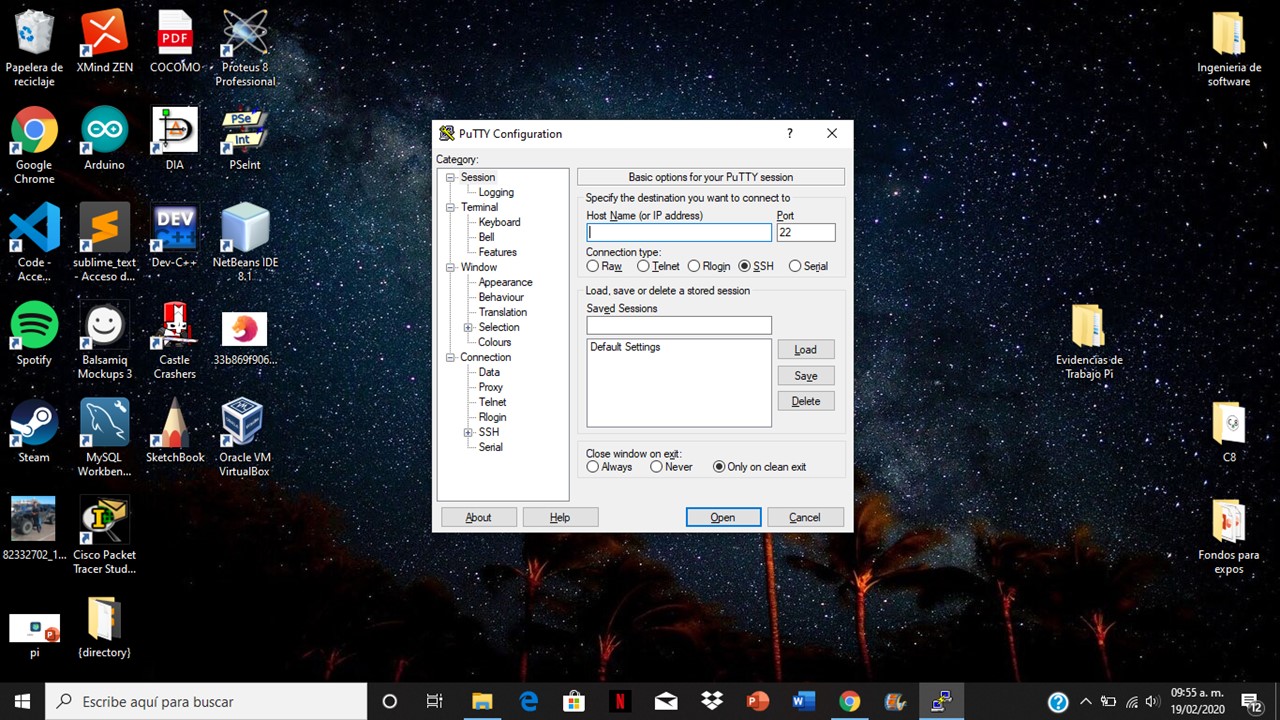 Papelera de
reciclaje
XMind ZEN
COCOMO
Proteus 8
Professional
Google
Chrome
Arduino
DIA
PSeInt
Code -
Acce...
sublime_text
- Acceso d...
Dev-C++
NetBeans IDE
8.1
Spotify
Balsamiq
Mockups 3
Castle
Crashers
33b869f906...
Steam
MySQL
Workben...
SketchBook
Oracle VM
VirtualBox
82332702_1...
Cisco Packet
Tracer Stud...
pi
{directory}
PDF
PSe
Int
DEV
C++
PuTTY Configuration
?
Category:
Session
Logging
Terminal
Keyboard
Bell
Features
Window
Appearance
Behaviour
Translation
Selection
Colours
Connection
Data
Proxy
Telnet
Rlogin
SSH
Serial
Basic options for your PuTTY session
Specify the destination you want to connect to
Host Name (or IP address)
Port
22
Connection type:
Raw
Telnet
Rlogin
SSH
Serial
Load, save or delete a stored session
Saved Sessions
Default Settings
Load
Save
Delete
Close window on exit:
Always
Never
Only on clean exit
About
Help
Open
Cancel
Ingenieria de
software
Evidencías de
Trabajo Pi
C8
Fondos para
expos
Escribe aquí para buscar
09:55 a. m.
19/02/2020
12